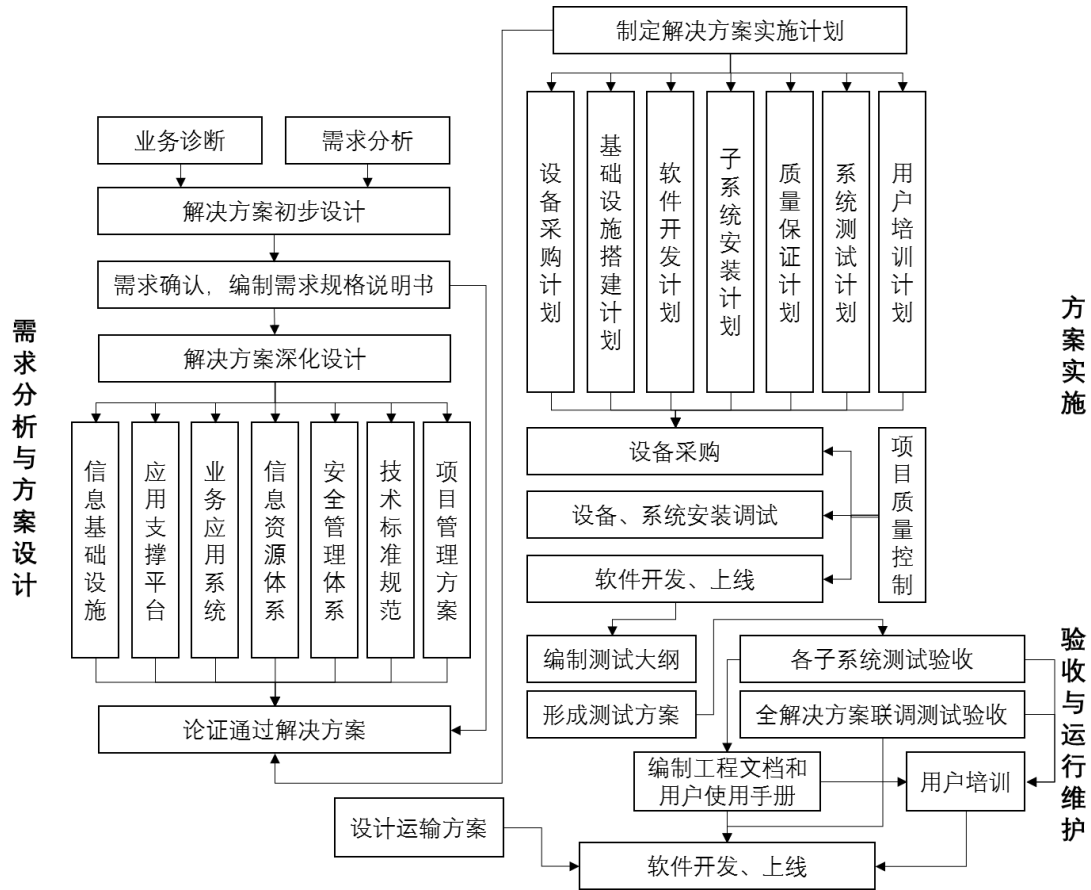 需求分析与方案设计
业务诊断
需求分析
解决方案初步设计
需求确认，编制需求规格说明书
解决方案深化设计
信息基础设施
应用支撑平台
业务应用系统
信息资源体系
安全管理体系
技术标准规范
项目管理方案
论证通过解决方案
制定解决方案实施计划
设备采购计划
基础设施搭建计划
软件开发计划
子系统安装计划
质量保证计划
系统测试计划
用户培训计划
方案实施
设备采购
设备、系统安装调试
软件开发、上线
项目质量控制
编制测试大纲
各子系统测试验收
形成测试方案
全解决方案联调测试验收
编制工程文档和
用户使用手册
用户培训
设计运输方案
软件开发、上线
验收与运行维护